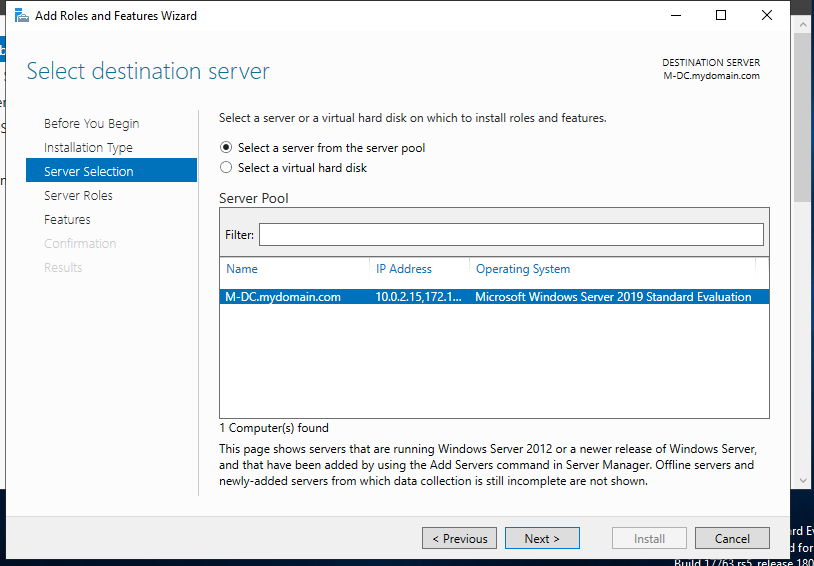 Add Roles and Features Wizard
Select destination server
DESTINATION SERVER
M-DC.mydomain.com
Before You Begin
Installation Type
Server Selection
Server Roles
Features
Confirmation
Results
Select a server or a virtual hard disk on which to install roles and features.
Select a server from the server pool
Select a virtual hard disk
Server Pool
Filter:
Name IP Address Operating System
M-DC.mydomain.com 10.0.2.15,172.1... Microsoft Windows Server 2019 Standard Evaluation
1 Computer(s) found
This page shows servers that are running Windows Server 2012 or a newer release of Windows Server,
and that have been added by using the Add Servers command in Server Manager. Offline servers and
newly-added servers from which data collection is still incomplete are not shown.
< Previous
Next >
Install
Cancel
d for
Build 17763.rs5_release.180